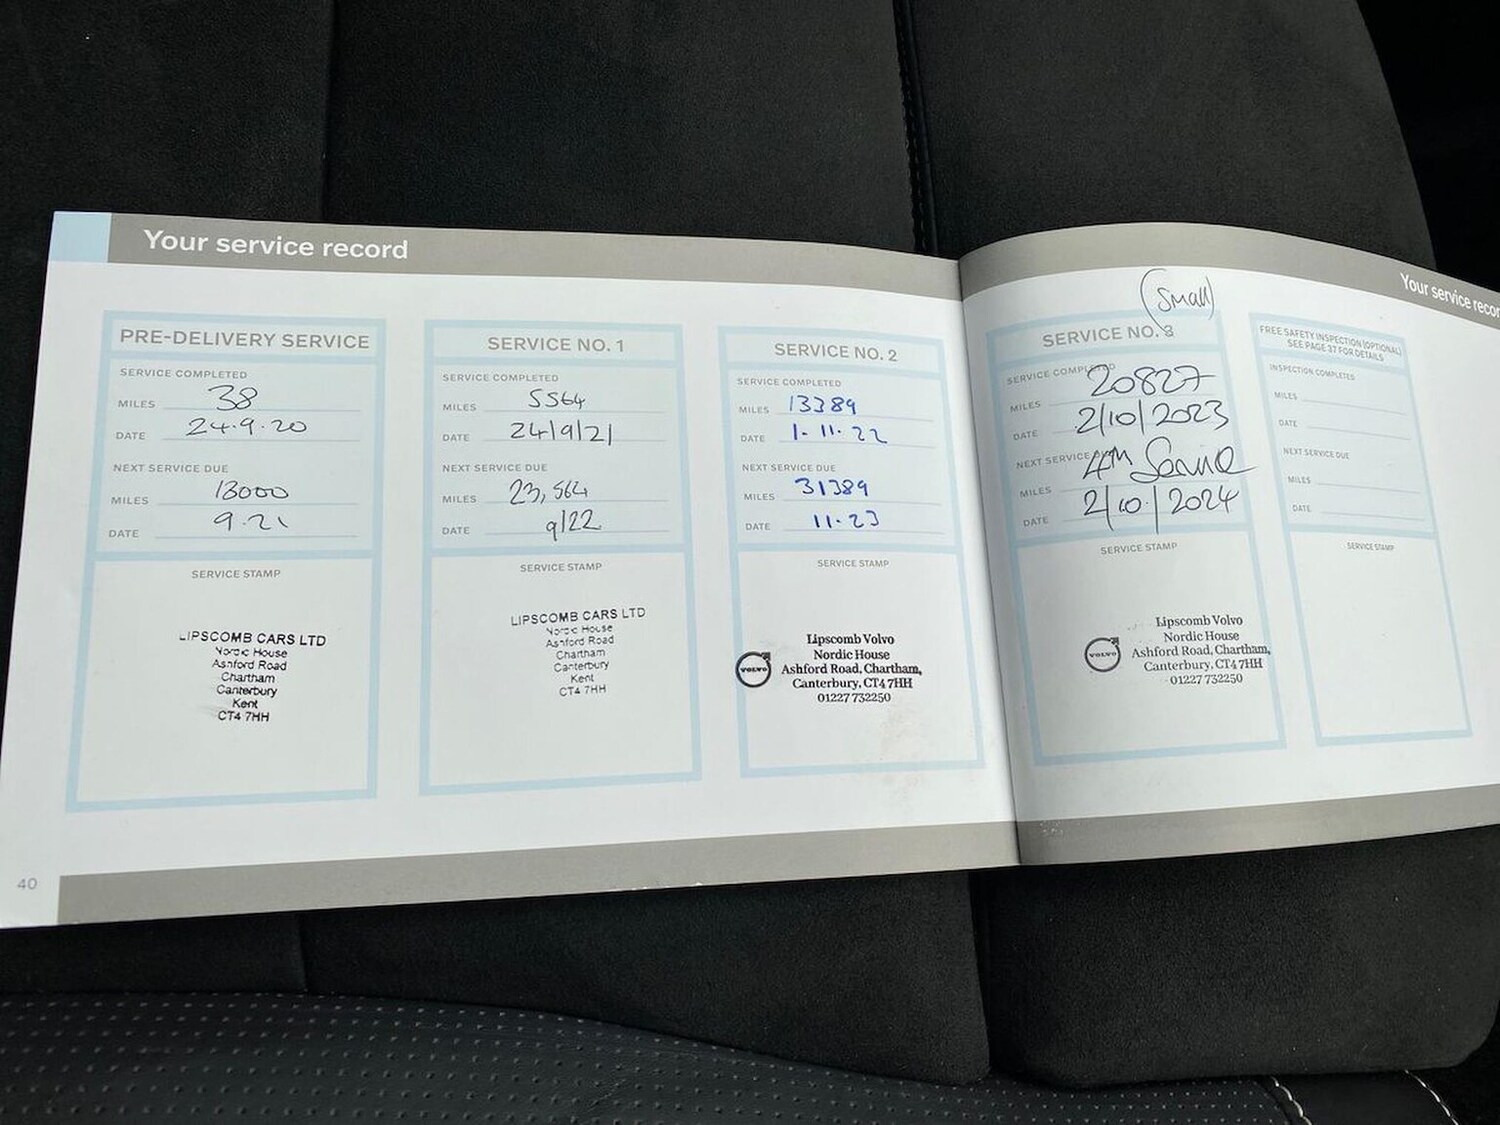 Your service record
PRE-DELIVERY SERVICE
SERVICE COMPLETED
MILES 38
DATE 24.9.20
NEXT SERVICE DUE
MILES 18000
DATE 9.21
SERVICE STAMP
LIPSCOMB CARS LTD
Nordic House
Ashford Road
Chartham
Canterbury
Kent
CT4 7HH
SERVICE NO. 1
SERVICE COMPLETED
MILES 5564
DATE 24/9/21
NEXT SERVICE DUE
MILES 23,564
DATE 9/22
SERVICE STAMP
LIPSCOMB CARS LTD
Nordic House
Ashford Road
Chartham
Canterbury
Kent
CT4 7HH
SERVICE NO. 2
SERVICE COMPLETED
MILES 13389
DATE 1.11.22
NEXT SERVICE DUE
MILES 31389
DATE 11.23
SERVICE STAMP
VOLVO
Lipscomb Volvo
Nordic House
Ashford Road, Chartham,
Canterbury, CT4 7HH
01227 732250
40
Your service recor
(Small)
SERVICE NO. 3
SERVICE COMPLETED
MILES 20827
DATE 2/10/2023
NEXT SERVICE
MILES 4th Service
DATE 2/10/2024
SERVICE STAMP
VOLVO
Lipscomb Volvo
Nordic House
Ashford Road, Chartham,
Canterbury, CT4 7HH
01227 732250
FREE SAFETY INSPECTION (OPTIONAL)
SEE PAGE 37 FOR DETAILS
INSPECTION COMPLETED
MILES
DATE
NEXT SERVICE DUE
MILES
DATE
SERVICE STAMP